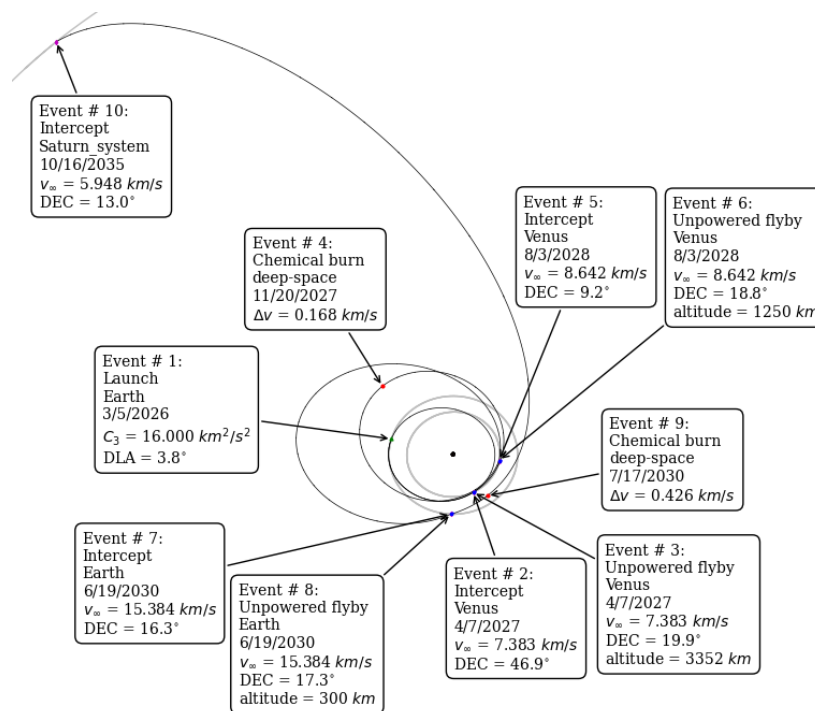 Event # 10:
Intercept
Saturn_system
10/16/2035
v∞ = 5.948 km/s
DEC = 13.0°
Event # 4:
Chemical burn
deep-space
11/20/2027
Δv = 0.168 km/s
Event # 5:
Intercept
Venus
8/3/2028
v∞ = 8.642 km/s
DEC = 9.2°
Event # 6:
Unpowered flyby
Venus
8/3/2028
v∞ = 8.642 km/s
DEC = 18.8°
altitude = 1250 km
Event # 1:
Launch
Earth
3/5/2026
C₃ = 16.000 km²/s²
DLA = 3.8°
Event # 9:
Chemical burn
deep-space
7/17/2030
Δv = 0.426 km/s
Event # 7:
Intercept
Earth
6/19/2030
v∞ = 15.384 km/s
DEC = 16.3°
Event # 8:
Unpowered flyby
Earth
6/19/2030
v∞ = 15.384 km/s
DEC = 17.3°
altitude = 300 km
Event # 2:
Intercept
Venus
4/7/2027
v∞ = 7.383 km/s
DEC = 46.9°
Event # 3:
Unpowered flyby
Venus
4/7/2027
v∞ = 7.383 km/s
DEC = 19.9°
altitude = 3352 km